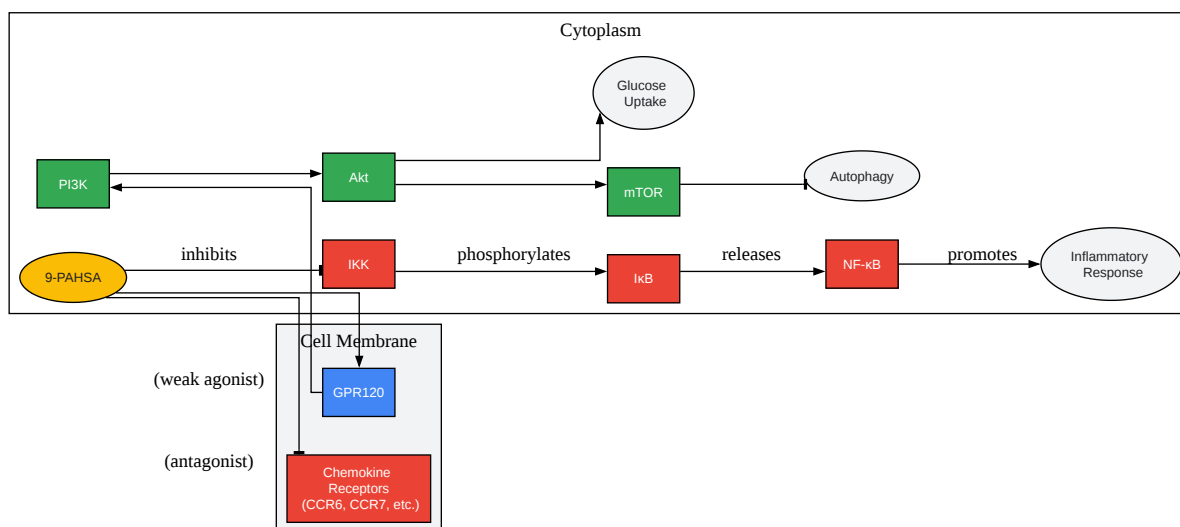 Cytoplasm
Glucose
Uptake
PI3K
Akt
mTOR
Autophagy
9-PAHSA
inhibits
IKK
phosphorylates
IκB
releases
NF-κB
promotes
Inflammatory
Response
Cell Membrane
(weak agonist)
GPR120
(antagonist)
Chemokine
Receptors
(CCR6, CCR7, etc.)